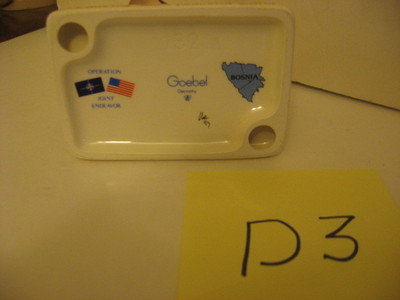 OPERATION
JOINT
ENDEAVOR
Goebel
Germany
BOSNIA
D3